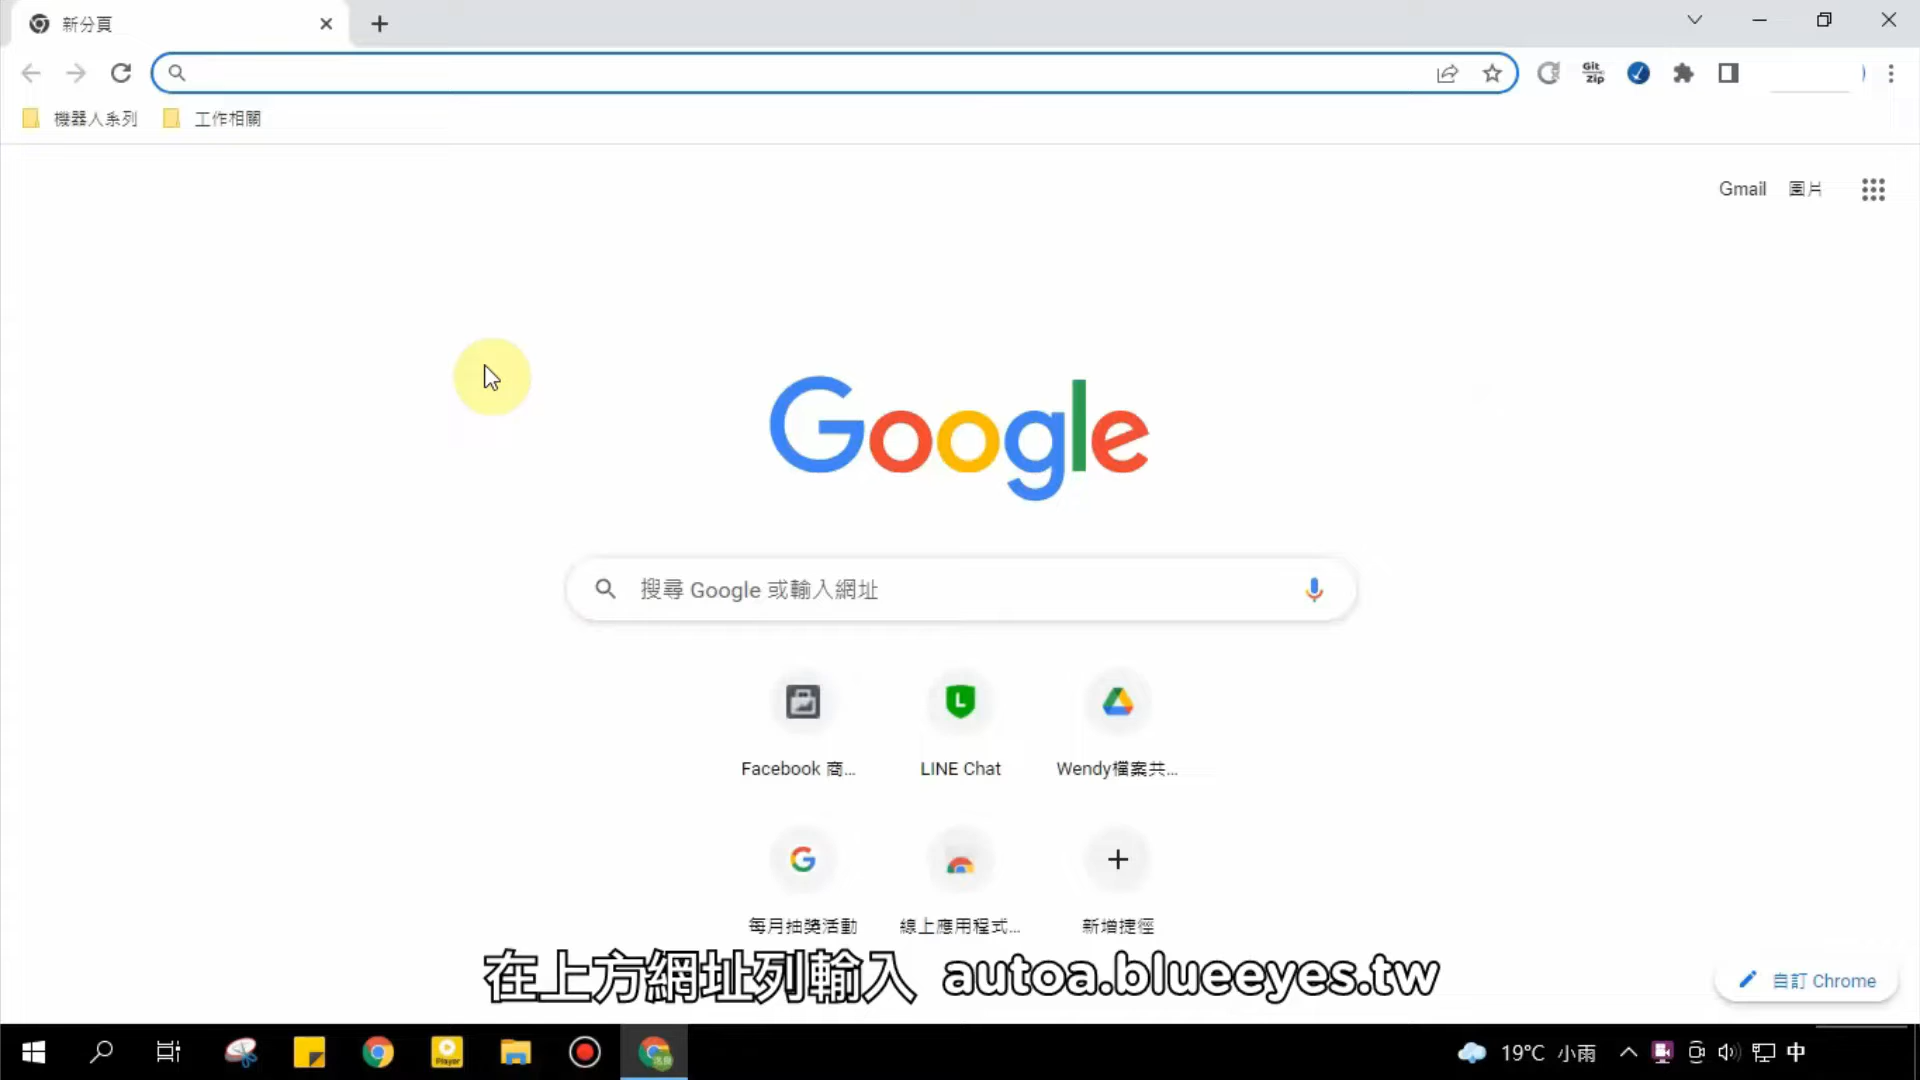 新分頁
Git Zip
機器人系列 工作相關
Gmail 圖片
Google
搜尋 Google 或輸入網址
Facebook 商... LINE Chat Wendy檔案共...
每月抽獎活動 線上應用程式... 新增捷徑
在上方網址列輸入 autoa.blueeyes.tw
自訂 Chrome
Player
19°C 小雨 中